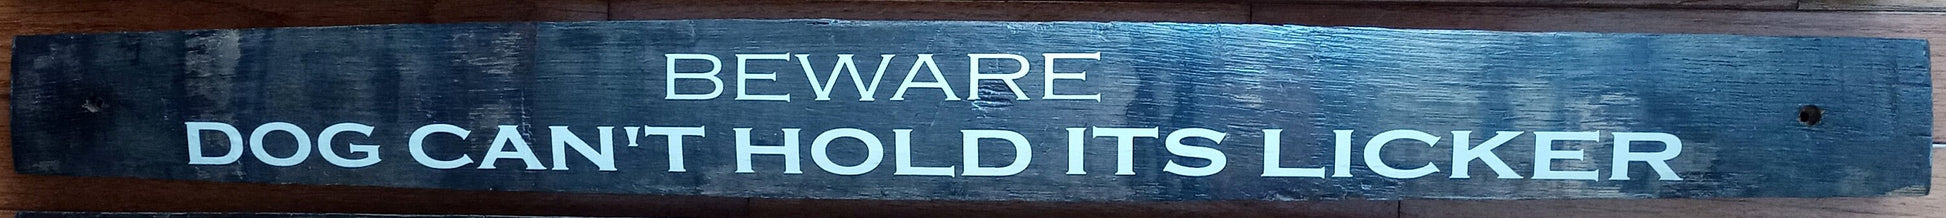 BEWARE
DOG CAN'T HOLD ITS LICKER